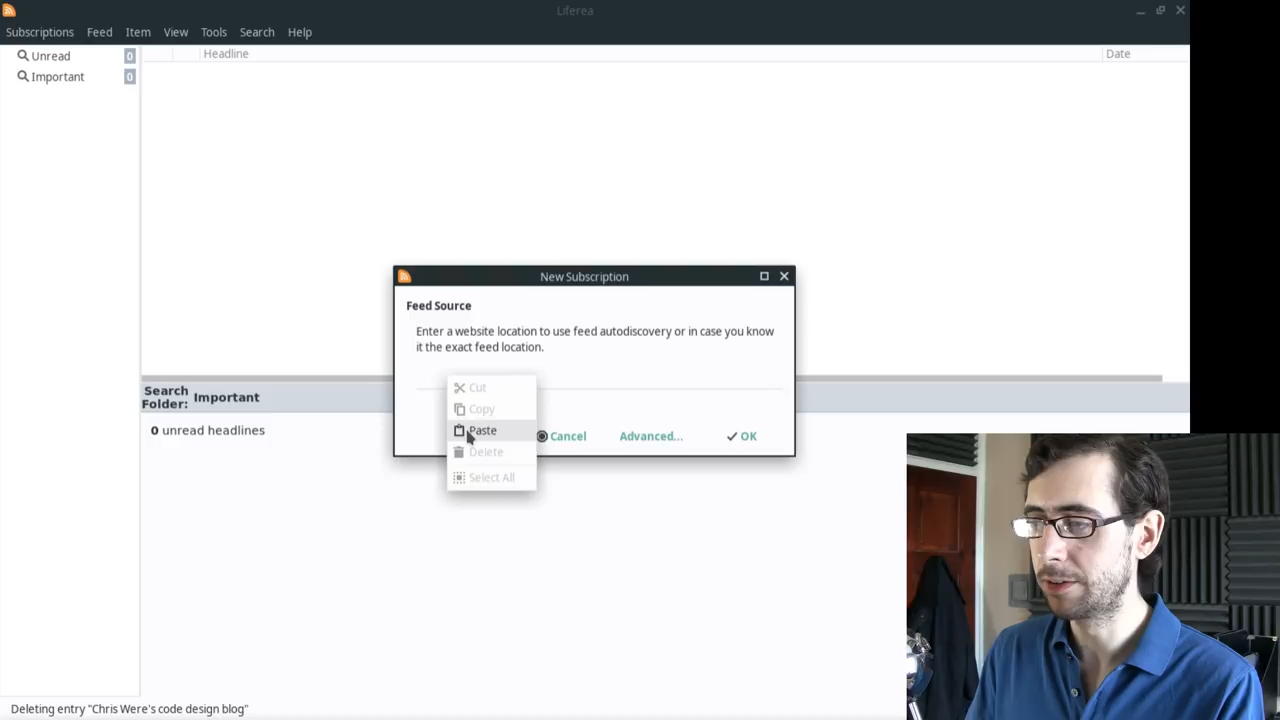 Liferea
Subscriptions Feed Item View Tools Search Help
Unread 0
Important 0
Headline Date
New Subscription
Feed Source
Enter a website location to use feed autodiscovery or in case you know
it the exact feed location.
Cut
Copy
Paste
Delete
Select All
Cancel Advanced... OK
Search
Folder: Important
0 unread headlines
Deleting entry "Chris Were's code design blog"